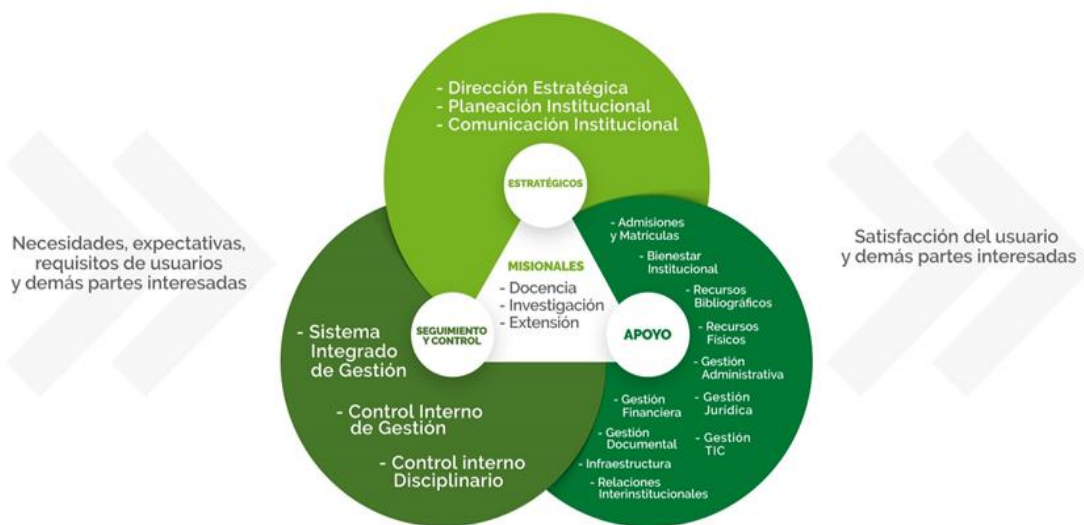 Necesidades, expectativas,
requisitos de usuarios
y demás partes interesadas
- Dirección Estratégica
- Planeación Institucional
- Comunicación Institucional
ESTRATÉGICOS
MISIONALES
- Docencia
- Investigación
- Extensión
SEGUIMIENTO
Y CONTROL
- Sistema
Integrado
de Gestión
- Control Interno
de Gestión
- Control interno
Disciplinario
APOYO
- Admisiones
y Matrículas
- Bienestar
Institucional
- Recursos
Bibliográficos
- Recursos
Físicos
- Gestión
Administrativa
- Gestión
Jurídica
- Gestión
TIC
- Gestión
Financiera
- Gestión
Documental
- Infraestructura
- Relaciones
Interinstitucionales
Satisfacción del usuario
y demás partes interesadas